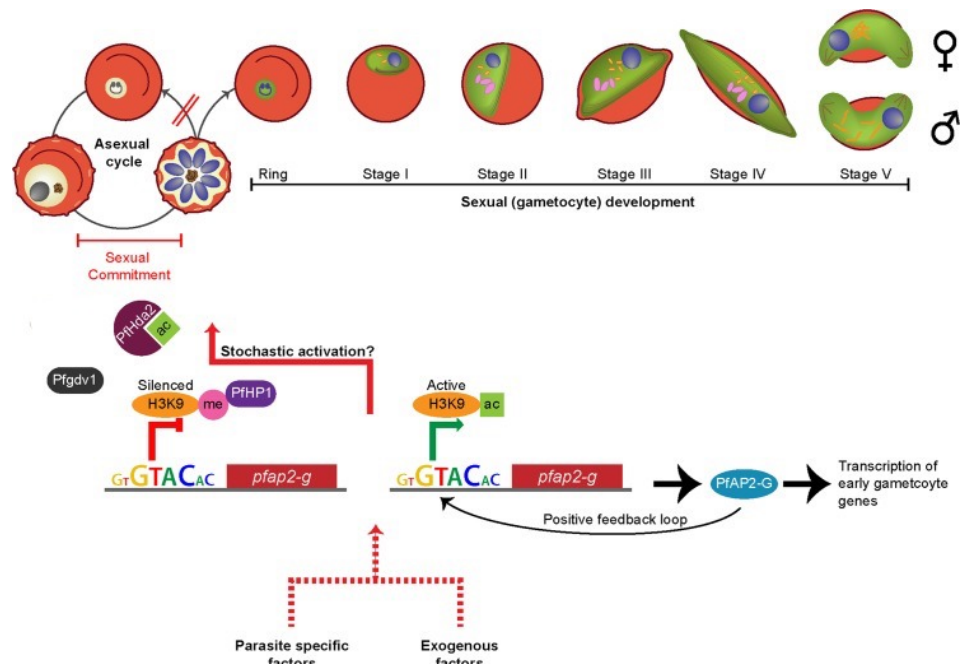 Asexual
cycle
Ring
Stage I
Stage II
Stage III
Stage IV
Stage V
♀
♂
Sexual (gametocyte) development
Sexual
Commitment
PfHda2
ac
Stochastic activation?
Pfgdv1
Silenced
H3K9
me
PfHP1
Active
H3K9
ac
GTGTACAC
pfap2-g
GTGTACAC
pfap2-g
PfAP2-G
Transcription of
early gametcoyte
genes
Positive feedback loop
Parasite specific
factors
Exogenous
factors